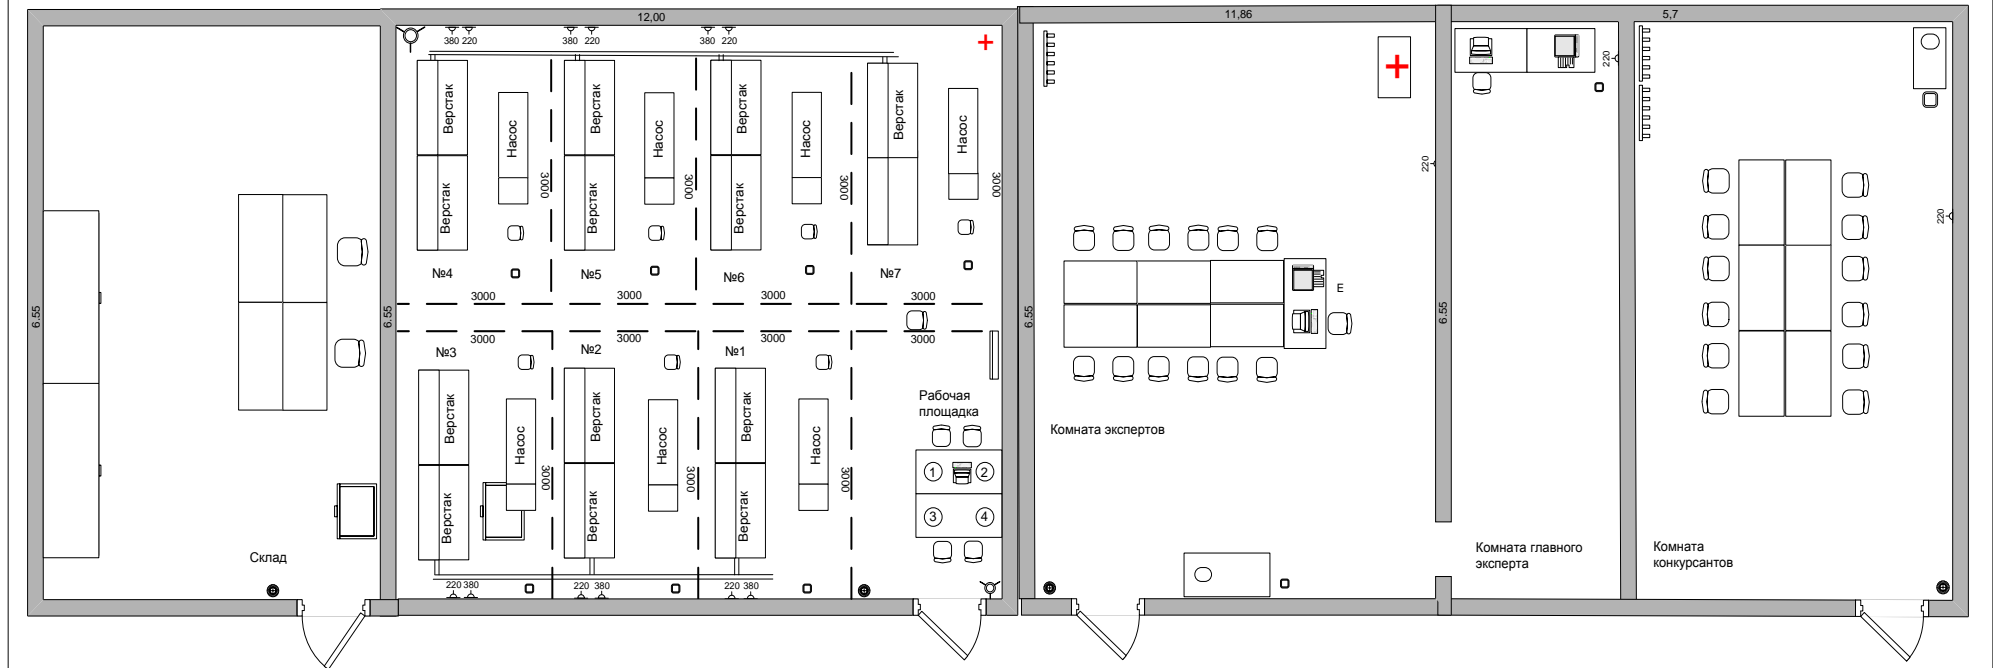 12,00
11,86
5,7
380 220
380 220
380 220
220
220
220
Верстак
Верстак
Верстак
Верстак
Насос
Насос
Насос
Насос
Верстак
Верстак
Верстак
3000
3000
3000
3000
№4
№5
№6
№7
3000
3000
3000
3000
6.55
6.55
6.55
6.55
E
3000
3000
3000
3000
№3
№2
№1
Верстак
Верстак
Верстак
Насос
Насос
Насос
Верстак
Верстак
Верстак
3000
3000
3000
Рабочая
площадка
1
2
3
4
Комната экспертов
Комната главного
эксперта
Комната
конкурсантов
Склад
220 380
220 380
220 380